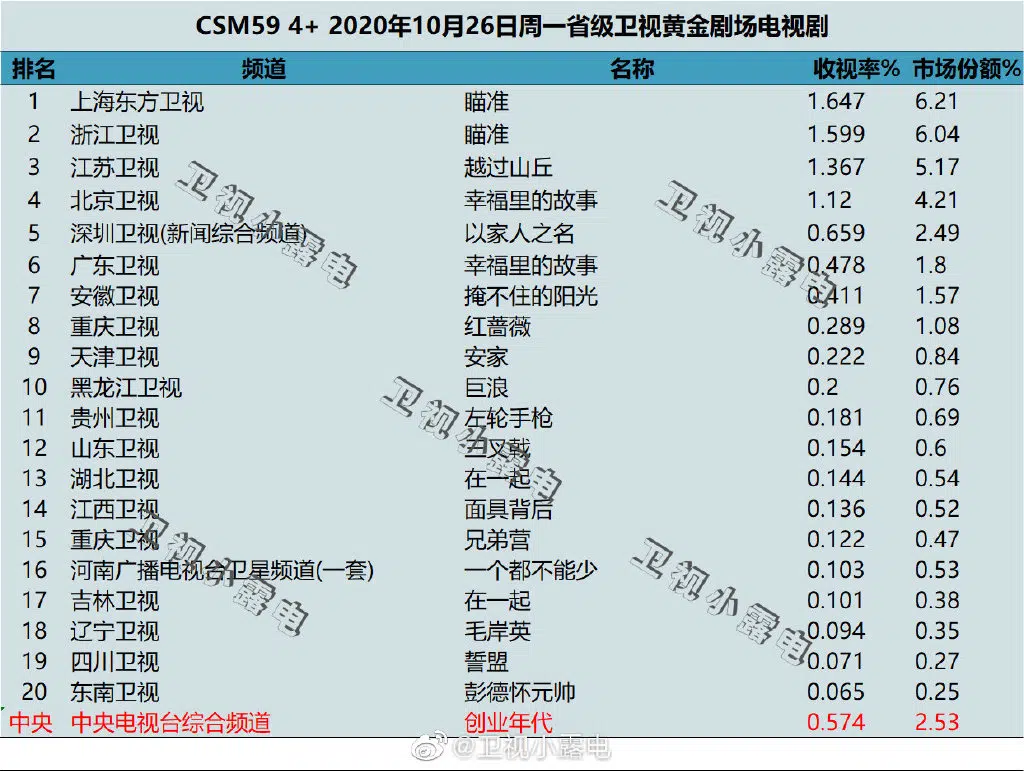 CSM59 4+ 2020年10月26日周一省级卫视黄金剧场电视剧
排名 频道 名称 收视率% 市场份额%
1 上海东方卫视 瞄准 1.647 6.21
2 浙江卫视 瞄准 1.599 6.04
3 江苏卫视 越过山丘 1.367 5.17
4 北京卫视 幸福里的故事 1.12 4.21
5 深圳卫视(新闻综合频道) 以家人之名 0.659 2.49
6 广东卫视 幸福里的故事 0.478 1.8
7 安徽卫视 掩不住的阳光 0.411 1.57
8 重庆卫视 红蔷薇 0.289 1.08
9 天津卫视 安家 0.222 0.84
10 黑龙江卫视 巨浪 0.2 0.76
11 贵州卫视 左轮手枪 0.181 0.69
12 山东卫视 三叉戟 0.154 0.6
13 湖北卫视 在一起 0.144 0.54
14 江西卫视 面具背后 0.136 0.52
15 重庆卫视 兄弟营 0.122 0.47
16 河南广播电视台卫星频道(一套) 一个都不能少 0.103 0.53
17 吉林卫视 在一起 0.101 0.38
18 辽宁卫视 毛岸英 0.094 0.35
19 四川卫视 誓盟 0.071 0.27
20 东南卫视 彭德怀元帅 0.065 0.25
中央 中央电视台综合频道 创业年代 0.574 2.53
卫视小露电
卫视小露电
卫视小露电
卫视小露电
卫视小露电
@卫视小露电